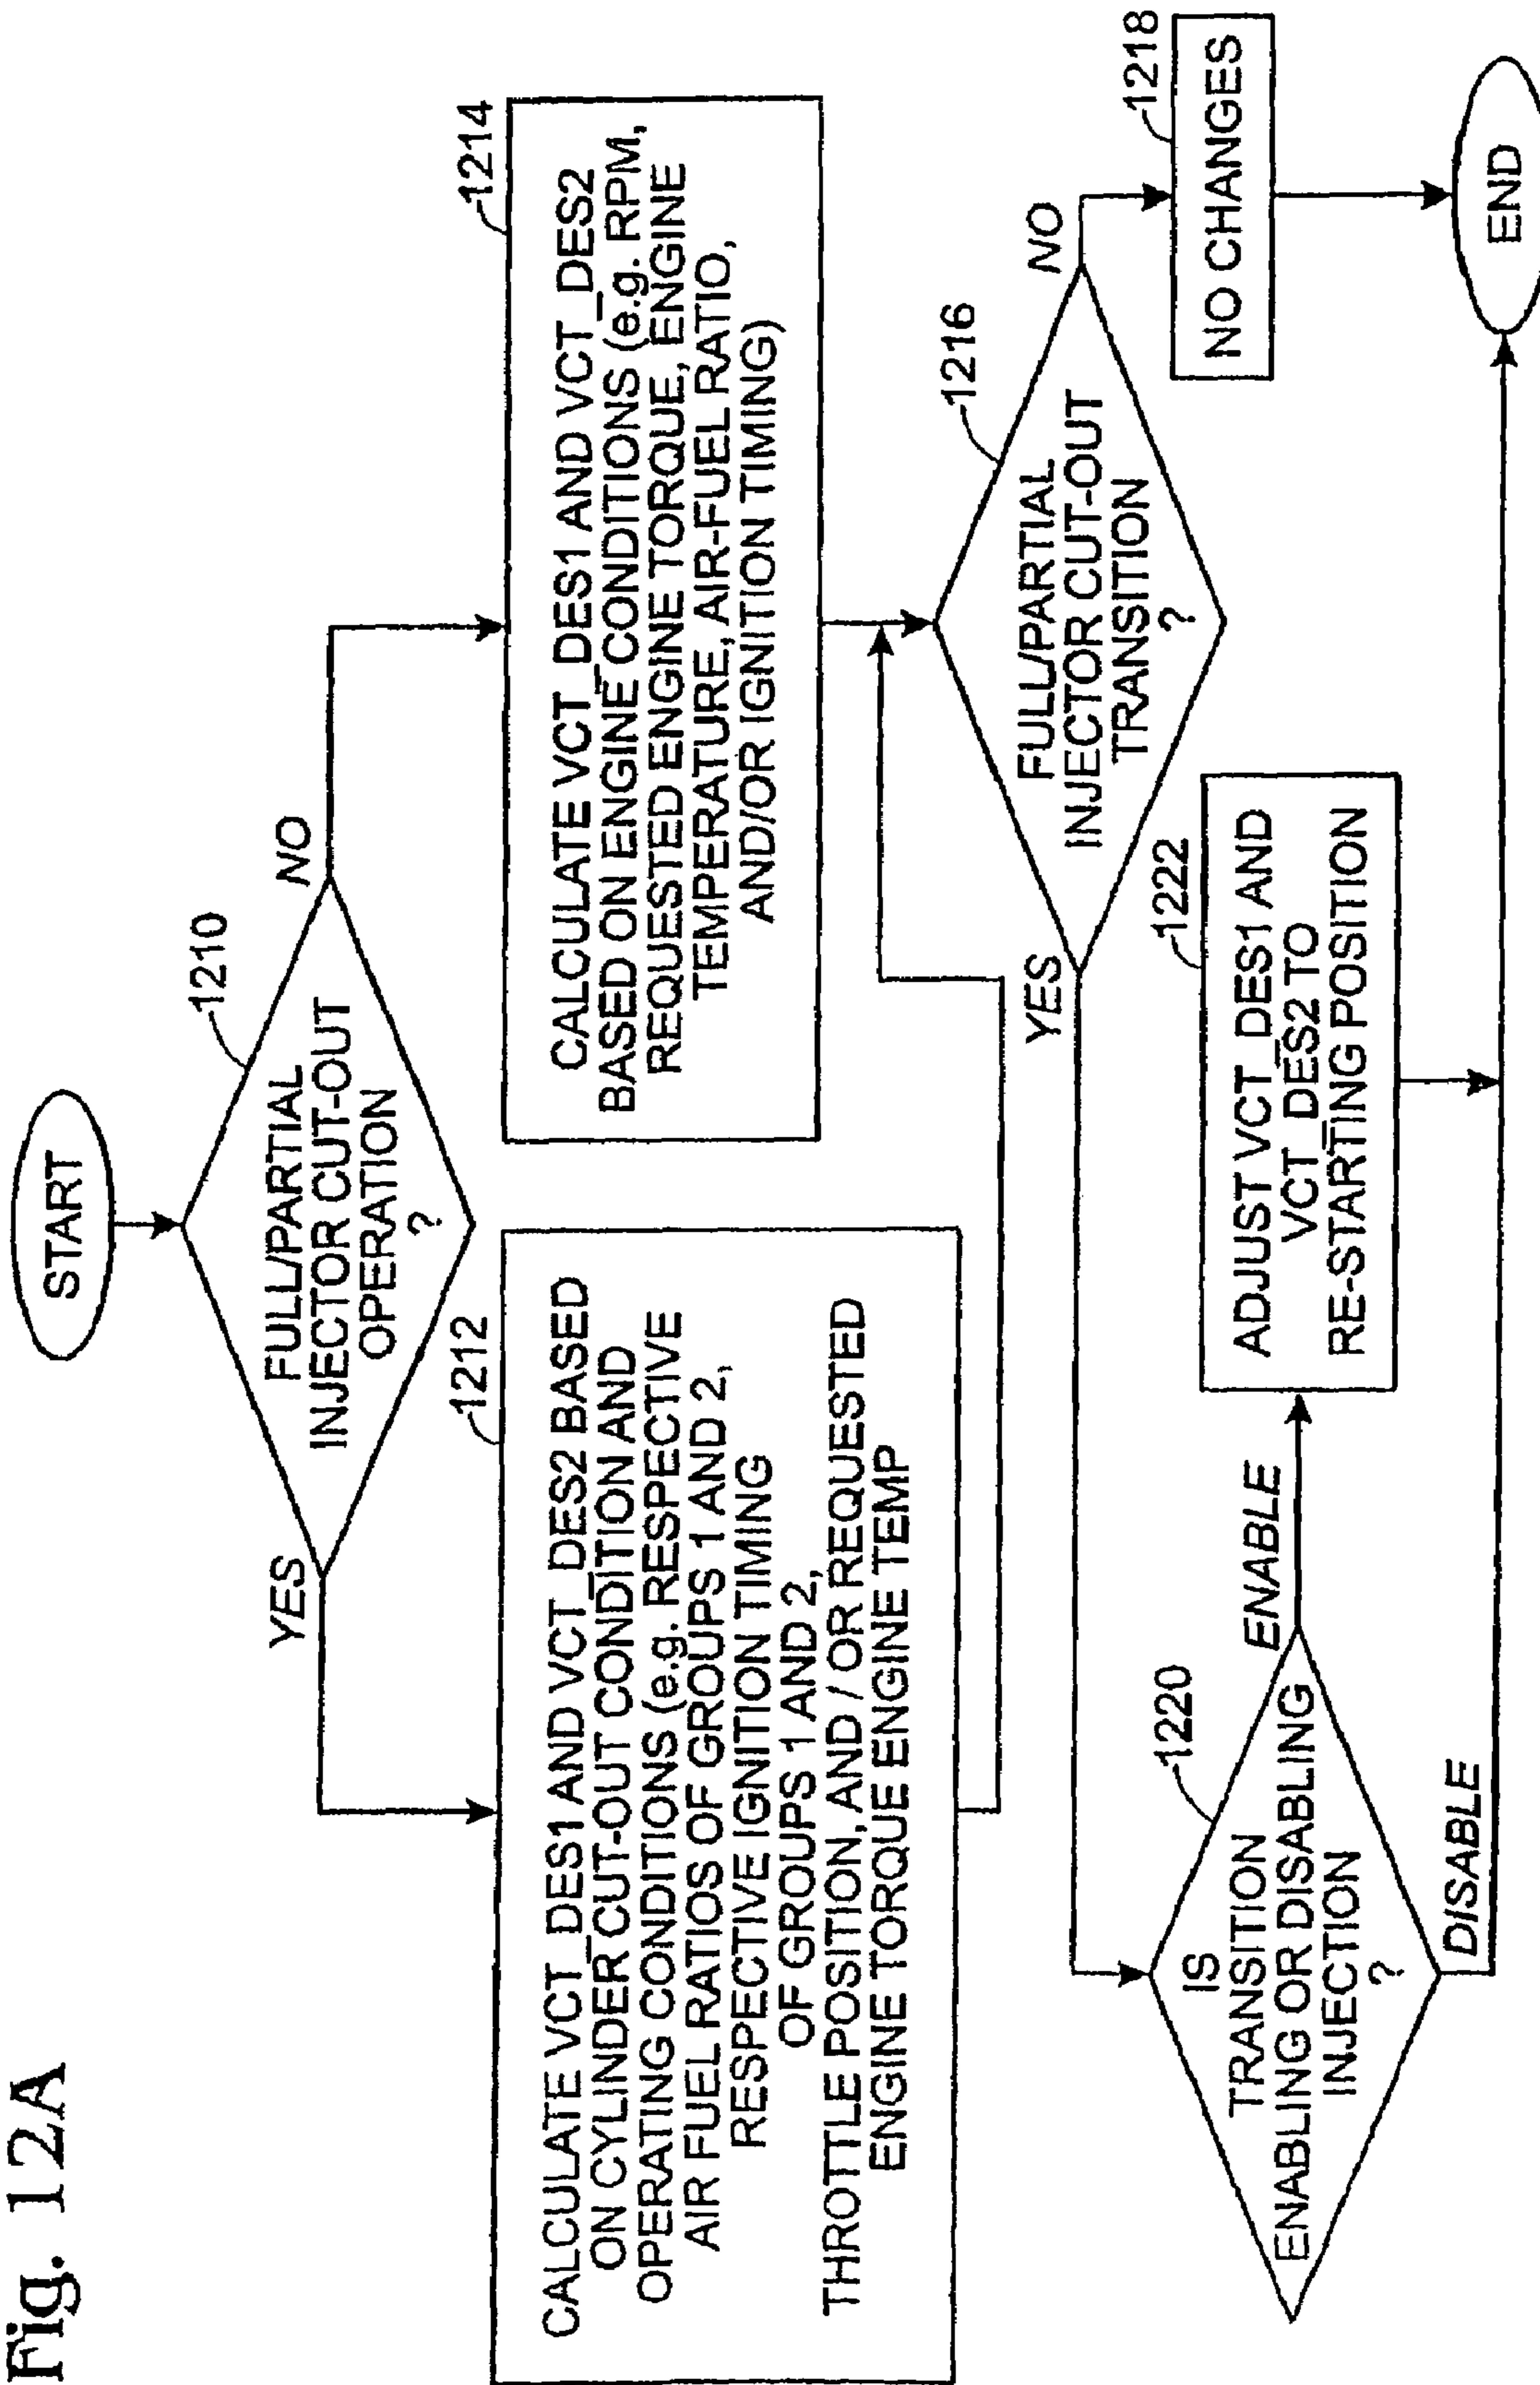 Fig. 12A
START
1210
FULL/PARTIAL
INJECTOR CUT-OUT
OPERATION
?
YES
NO
1212
CALCULATE VCT_DES1 AND VCT_DES2 BASED
ON CYLINDER CUT-OUT CONDITION AND
OPERATING CONDITIONS (e.g. RESPECTIVE
AIR FUEL RATIOS OF GROUPS 1 AND 2,
RESPECTIVE IGNITION TIMING
OF GROUPS 1 AND 2,
THROTTLE POSITION, AND / OR REQUESTED
ENGINE TORQUE ENGINE TEMP
1214
CALCULATE VCT_DES1 AND VCT_DES2
BASED ON ENGINE CONDITIONS (e.g. RPM,
REQUESTED ENGINE TORQUE, ENGINE
TEMPERATURE, AIR-FUEL RATIO,
AND/OR IGNITION TIMING)
1216
FULL/PARTIAL
INJECTOR CUT-OUT
TRANSITION
?
YES
NO
1218
NO CHANGES
1220
IS
TRANSITION
ENABLING OR DISABLING
INJECTION
?
ENABLE
DISABLE
1222
ADJUST VCT_DES1 AND
VCT_DES2 TO
RE-STARTING POSITION
END